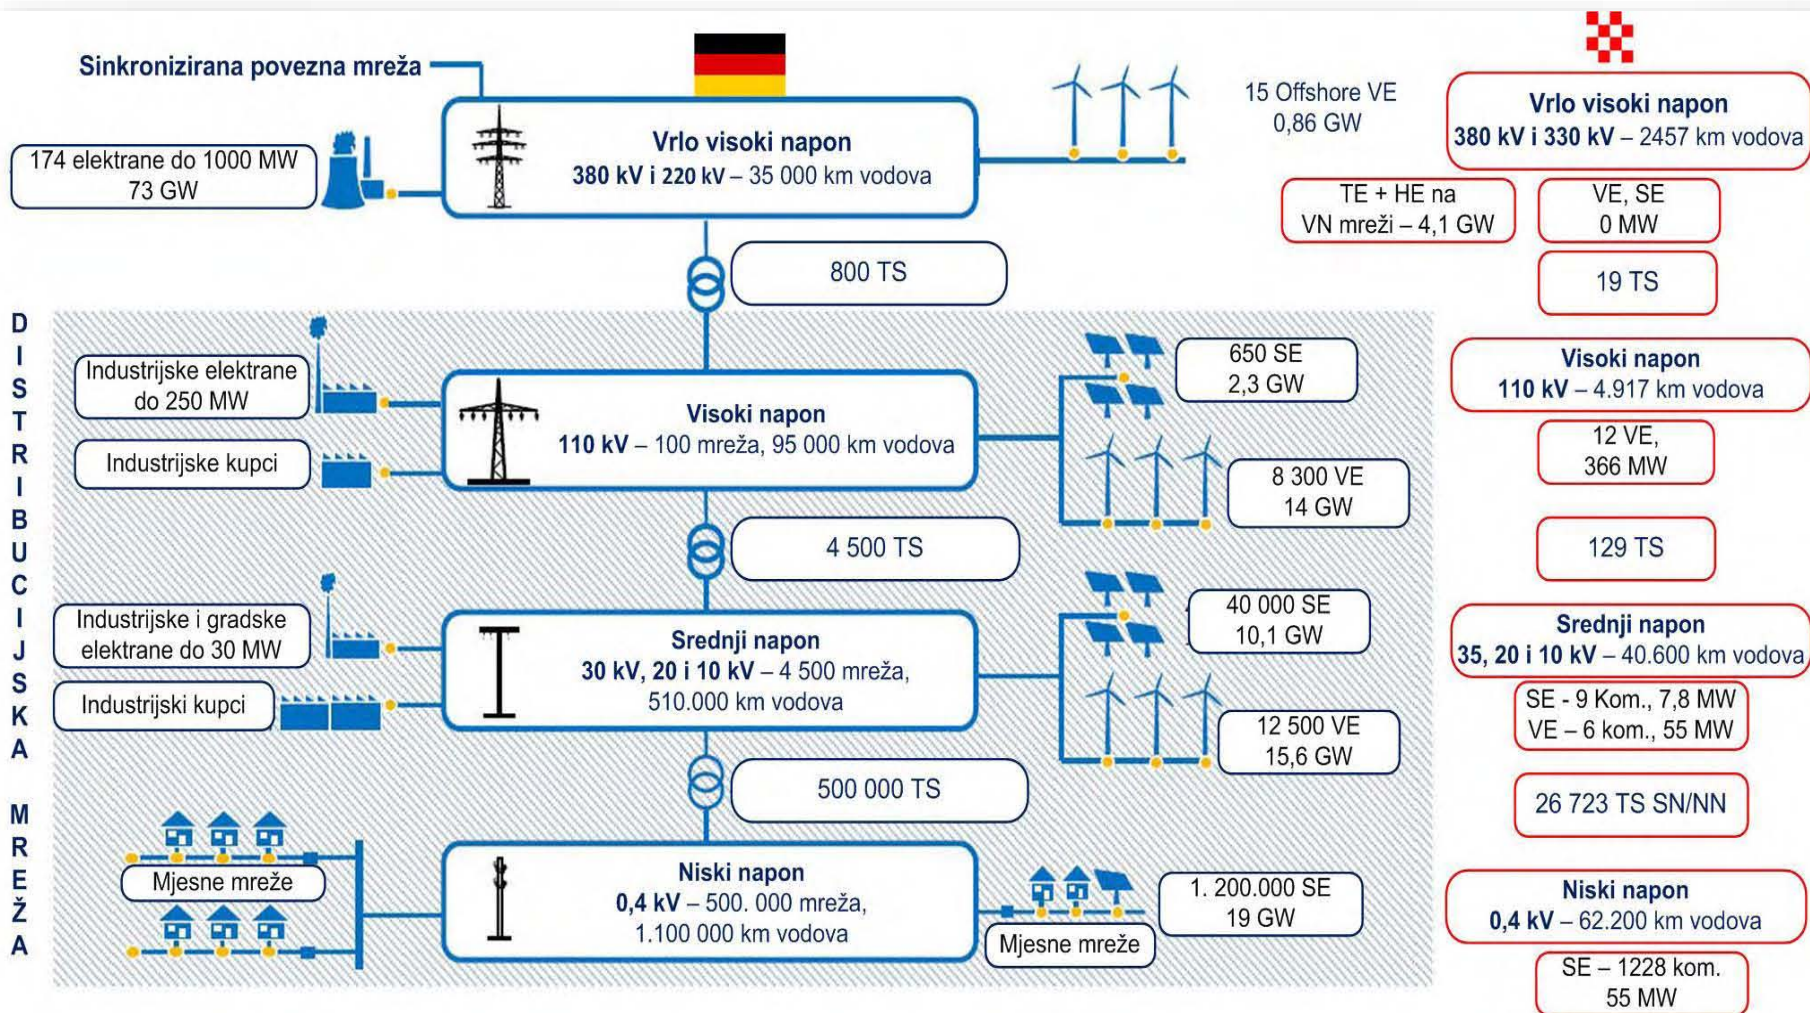 Sinkronizirana povezna mreža
174 elektrane do 1000 MW
73 GW
Vrlo visoki napon
380 kV i 220 kV – 35 000 km vodova
15 Offshore VE
0,86 GW
800 TS
DISTRIBUCIJSKA MREŽA
Industrijske elektrane
do 250 MW
Industrijske kupci
Visoki napon
110 kV – 100 mreža, 95 000 km vodova
650 SE
2,3 GW
8 300 VE
14 GW
4 500 TS
Industrijske i gradske
elektrane do 30 MW
Industrijski kupci
Srednji napon
30 kV, 20 i 10 kV – 4 500 mreža,
510.000 km vodova
40 000 SE
10,1 GW
12 500 VE
15,6 GW
500 000 TS
Mjesne mreže
Niski napon
0,4 kV – 500. 000 mreža,
1.100 000 km vodova
Mjesne mreže
1. 200.000 SE
19 GW
Vrlo visoki napon
380 kV i 330 kV – 2457 km vodova
TE + HE na
VN mreži – 4,1 GW
VE, SE
0 MW
19 TS
Visoki napon
110 kV – 4.917 km vodova
12 VE,
366 MW
129 TS
Srednji napon
35, 20 i 10 kV – 40.600 km vodova
SE - 9 Kom., 7,8 MW
VE – 6 kom., 55 MW
26 723 TS SN/NN
Niski napon
0,4 kV – 62.200 km vodova
SE – 1228 kom.
55 MW